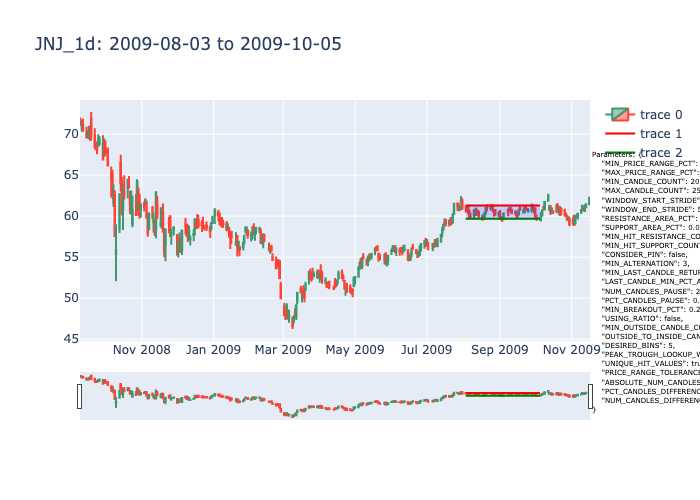 JNJ_1d: 2009-08-03 to 2009-10-05
70
65
60
55
50
45
Nov 2008
Jan 2009
Mar 2009
May 2009
Jul 2009
Sep 2009
Nov 2009
trace 0
trace 1
trace 2
Parameters: {
"MIN_PRICE_RANGE_PCT":
"MAX_PRICE_RANGE_PCT":
"MIN_CANDLE_COUNT": 20
"MAX_CANDLE_COUNT": 25
"WINDOW_START_STRIDE"
"WINDOW_END_STRIDE": 5
"RESISTANCE_AREA_PCT":
"SUPPORT_AREA_PCT": 0.0
"MIN_HIT_RESISTANCE_CO
"MIN_HIT_SUPPORT_COUN
"CONSIDER_PIN": false,
"MIN_ALTERNATION": 3,
"MIN_LAST_CANDLE_RETUR
"LAST_CANDLE_MIN_PCT_A
"NUM_CANDLES_PAUSE": 2
"PCT_CANDLES_PAUSE": 0.
"MIN_BREAKOUT_PCT": 0.2
"USING_RATIO": false,
"MIN_OUTSIDE_CANDLE_CO
"OUTSIDE_TO_INSIDE_CAN
"DESIRED_BINS": 5,
"PEAK_TROUGH_LOOKUP_W
"UNIQUE_HIT_VALUES": tru
"PRICE_RANGE_TOLERANC
"ABSOLUTE_NUM_CANDLES
"PCT_CANDLES_DIFFERENC
"NUM_CANDLES_DIFFEREN
}